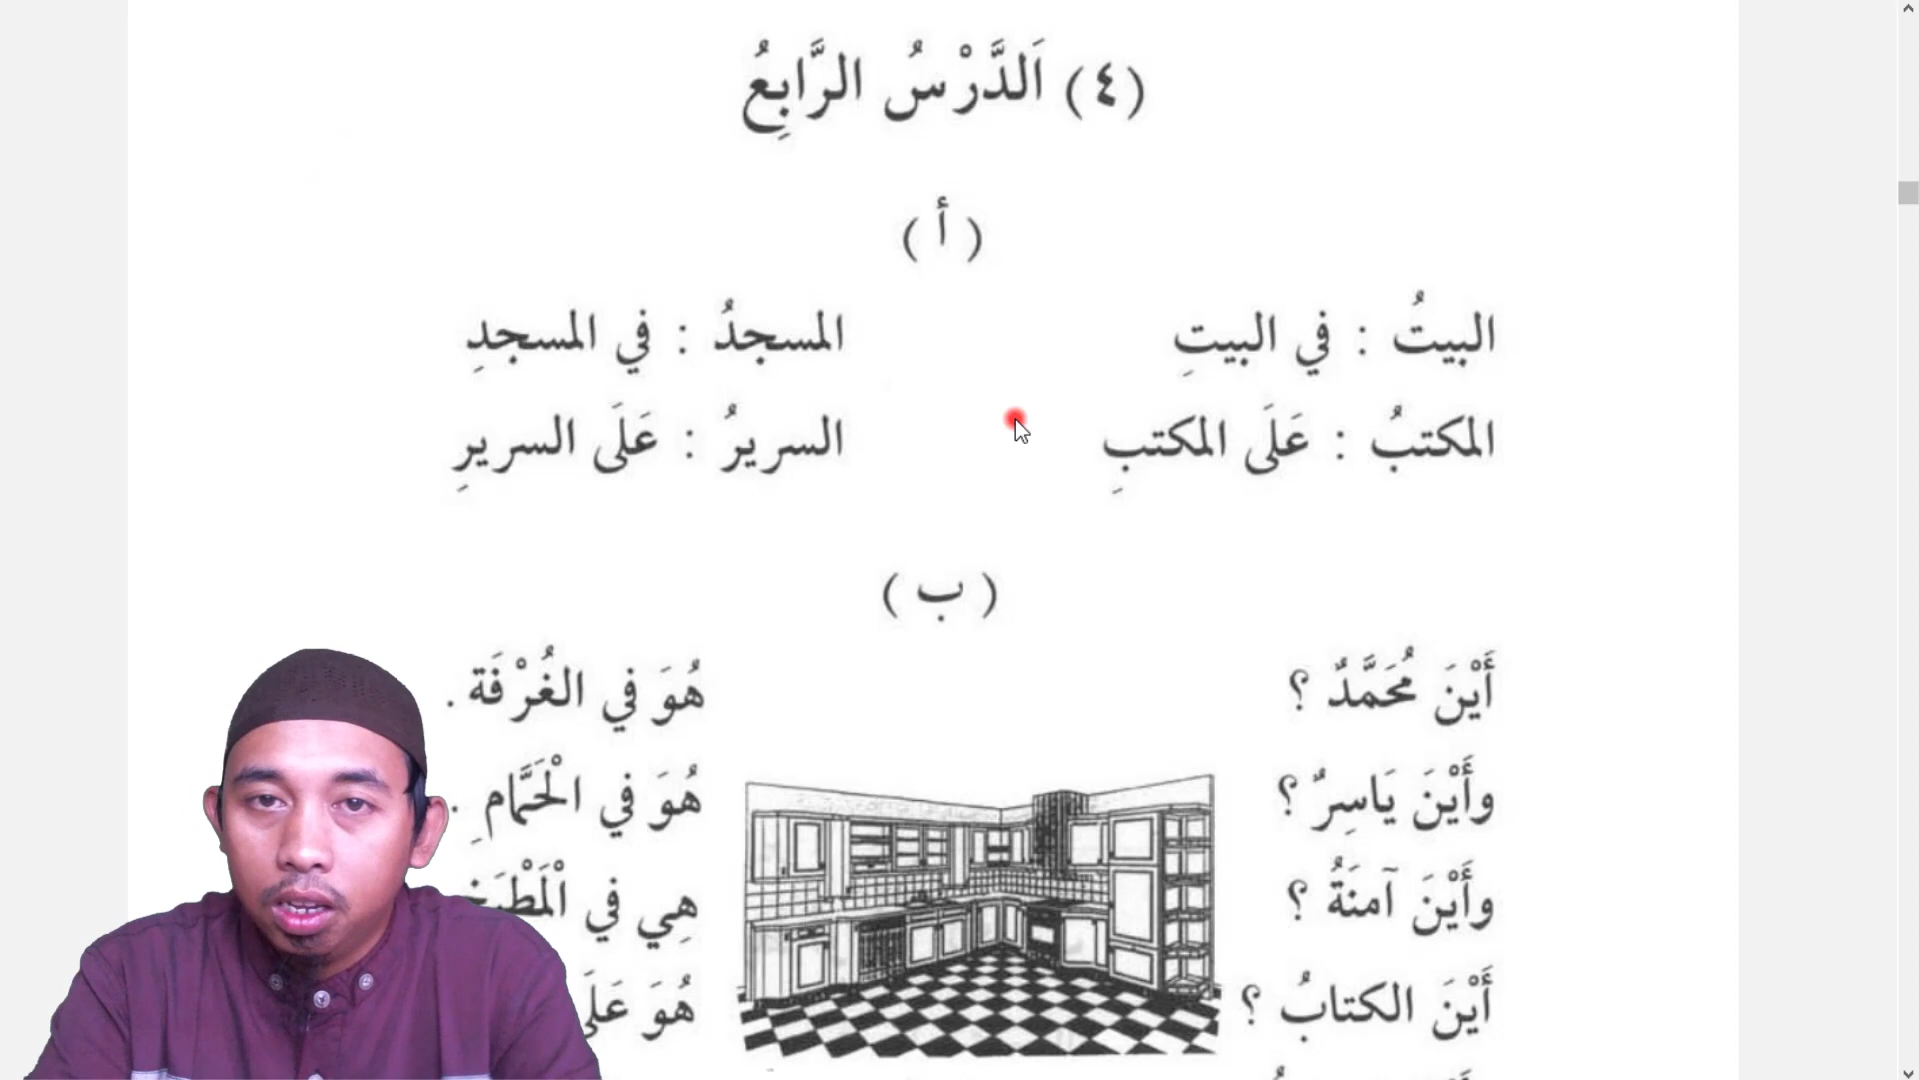 (٤) اَلدَّرْسُ الرَّابِعُ
( أ )
البيتُ : في البيتِ المسجدُ : في المسجدِ
المكتبُ : عَلَى المكتبِ السريرُ : عَلَى السريرِ
( ب )
أَيْنَ مُحَمَّدٌ ؟ هُوَ في الغُرْفَة .
وأَيْنَ يَاسِرٌ ؟ هُوَ في الْحَمَّامِ .
وأَيْنَ آمنَةُ ؟ هِي في
أَيْنَ الكتابُ ؟ هُوَ عَلَى